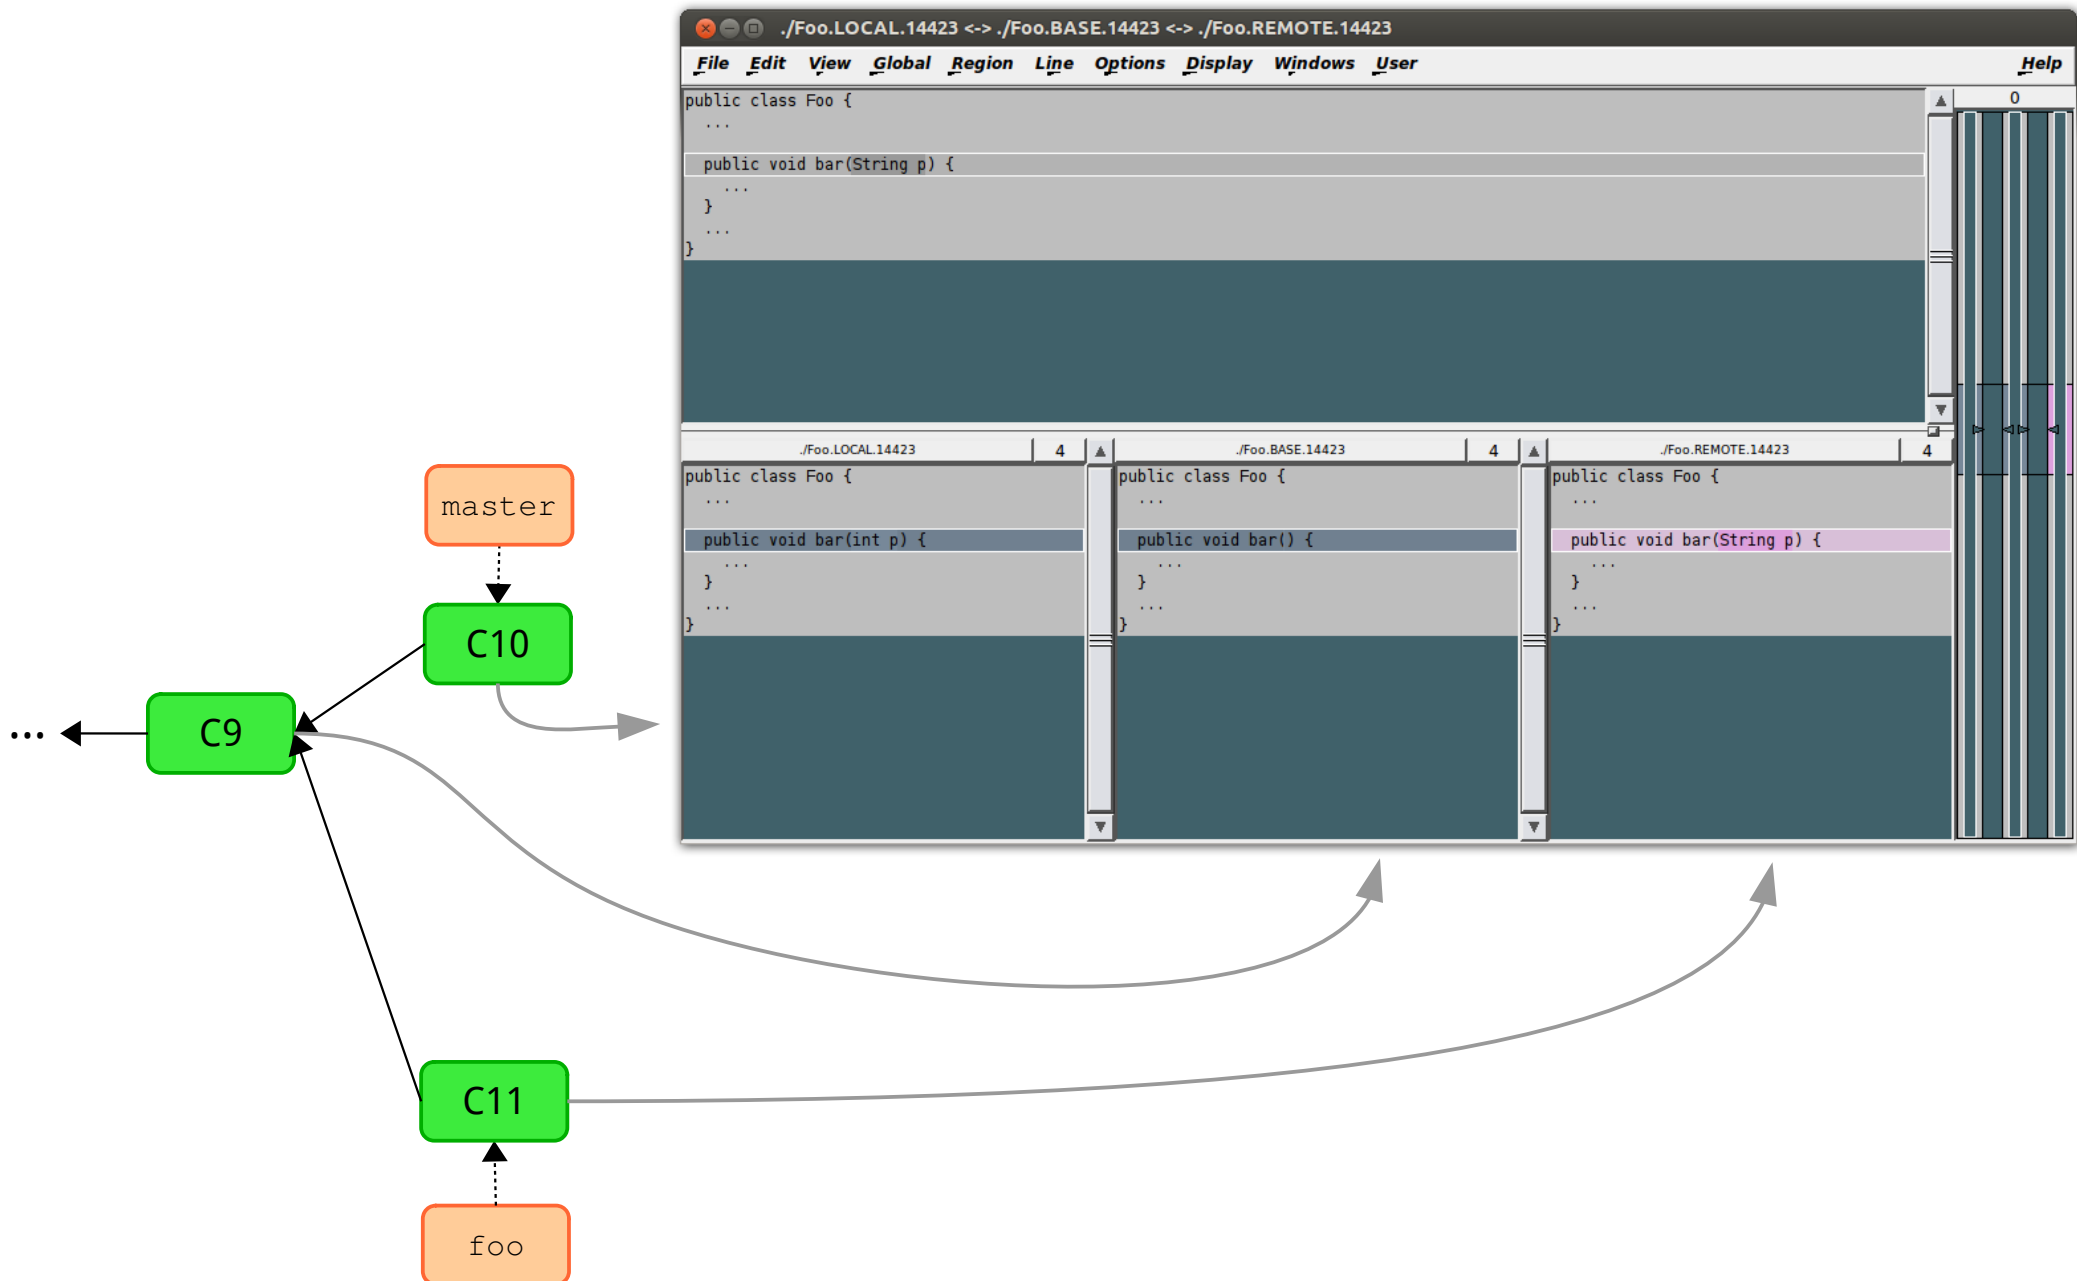 ./Foo.LOCAL.14423 <-> ./Foo.BASE.14423 <-> ./Foo.REMOTE.14423
File Edit View Global Region Line Options Display Windows User Help
public class Foo {
...
public void bar(String p) {
...
}
...
}
0
./Foo.LOCAL.14423 4
public class Foo {
...
public void bar(int p) {
...
}
...
}
./Foo.BASE.14423 4
public class Foo {
...
public void bar() {
...
}
...
}
./Foo.REMOTE.14423 4
public class Foo {
...
public void bar(String p) {
...
}
...
}
master
C10
... C9
C11
foo